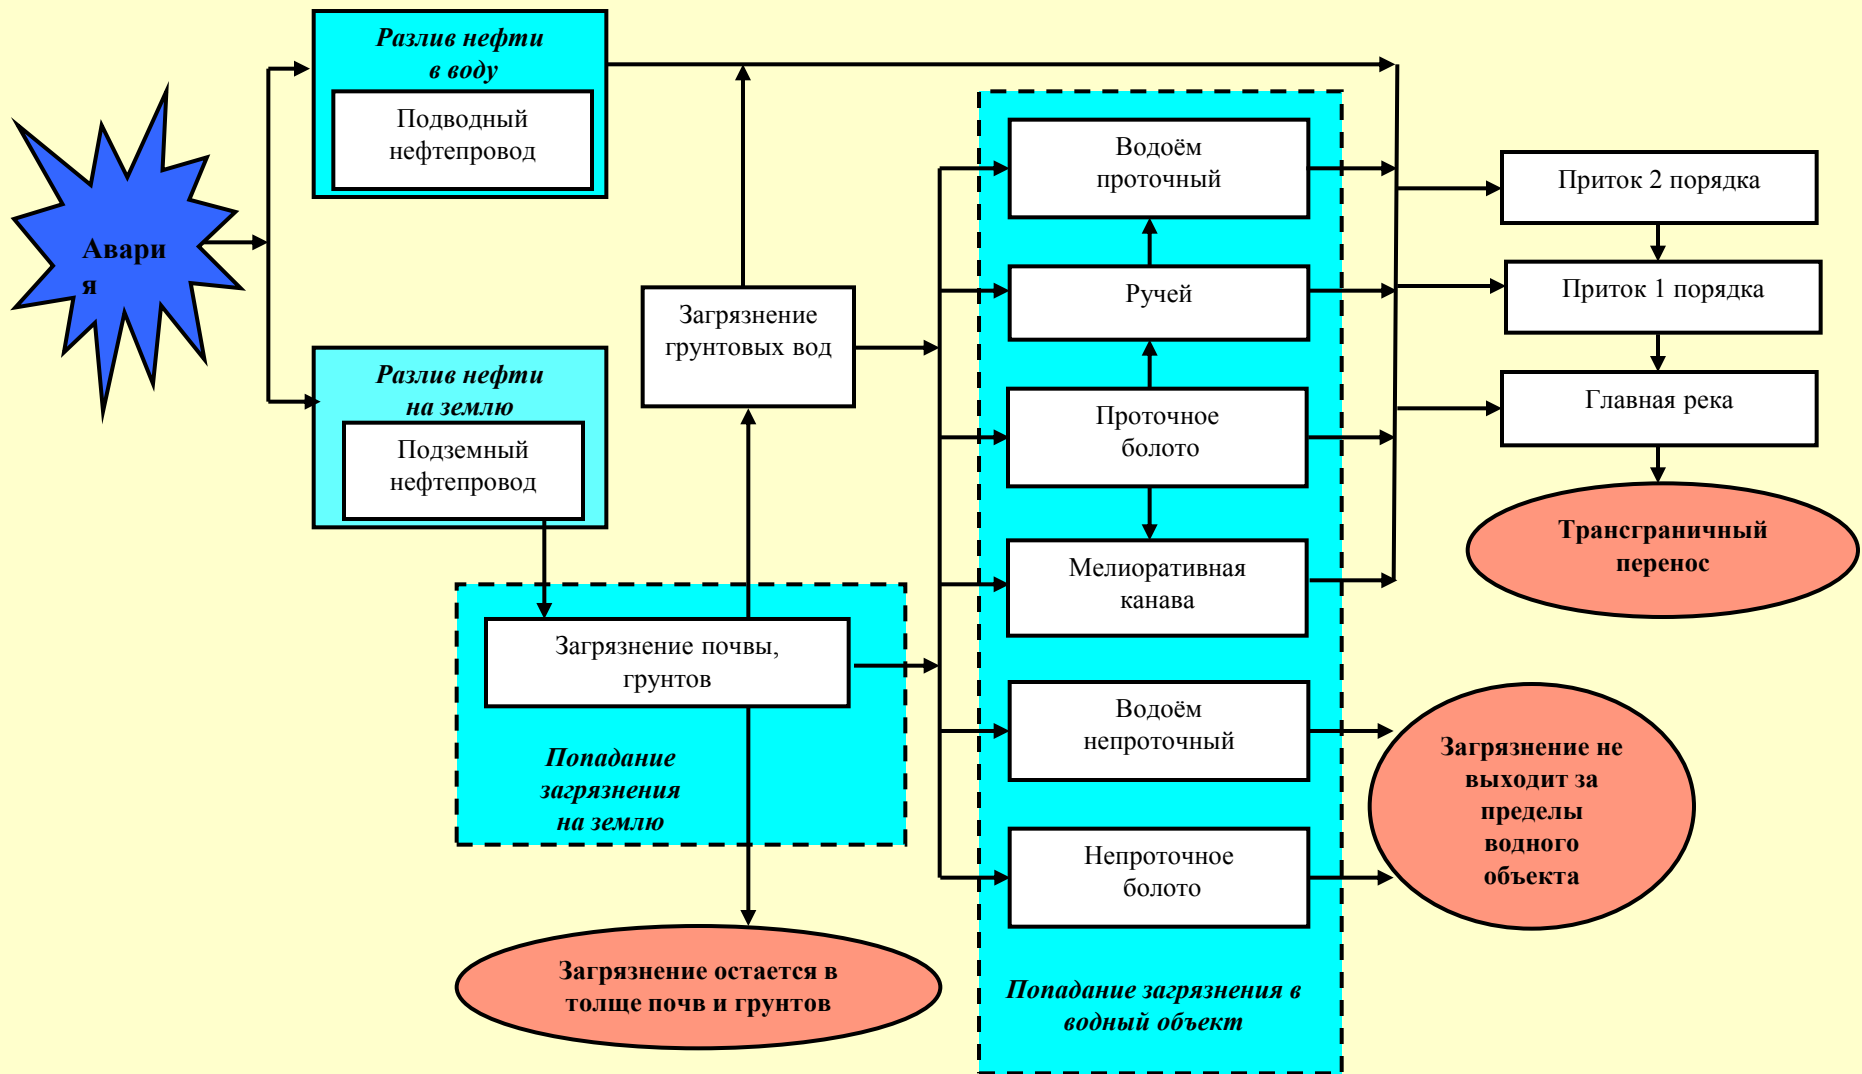 Разлив нефти
в воду
Подводный
нефтепровод
Авари
я
Разлив нефти
на землю
Подземный
нефтепровод
Загрязнение
грунтовых вод
Загрязнение почвы,
грунтов
Попадание
загрязнения
на землю
Загрязнение остается в
толще почв и грунтов
Водоём
проточный
Ручей
Проточное
болото
Мелиоративная
канава
Водоём
непроточный
Непроточное
болото
Попадание загрязнения в
водный объект
Приток 2 порядка
Приток 1 порядка
Главная река
Трансграничный
перенос
Загрязнение не
выходит за
пределы
водного
объекта